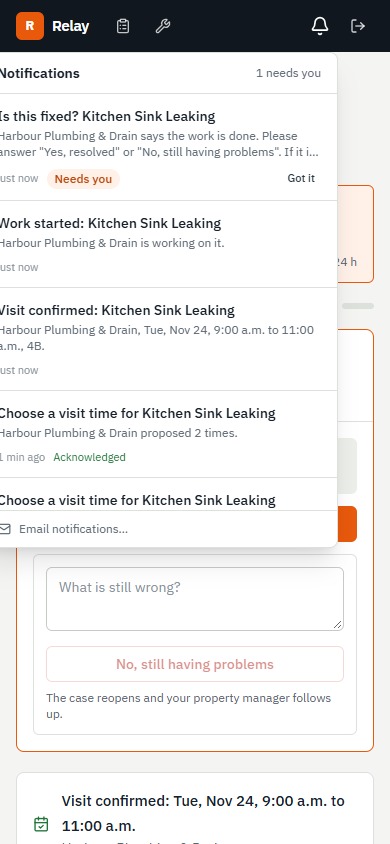 R Relay
Notifications 1 needs you
Is this fixed? Kitchen Sink Leaking
Harbour Plumbing & Drain says the work is done. Please
answer "Yes, resolved" or "No, still having problems". If it i...
ust now Needs you Got it
Work started: Kitchen Sink Leaking
Harbour Plumbing & Drain is working on it.
ust now
Visit confirmed: Kitchen Sink Leaking
Harbour Plumbing & Drain, Tue, Nov 24, 9:00 a.m. to 11:00
a.m., 4B.
ust now
24 h
Choose a visit time for Kitchen Sink Leaking
Harbour Plumbing & Drain proposed 2 times.
1 min ago Acknowledged
Choose a visit time for Kitchen Sink Leaking
Email notifications...
What is still wrong?
No, still having problems
The case reopens and your property manager follows
up.
Visit confirmed: Tue, Nov 24, 9:00 a.m. to
11:00 a.m.